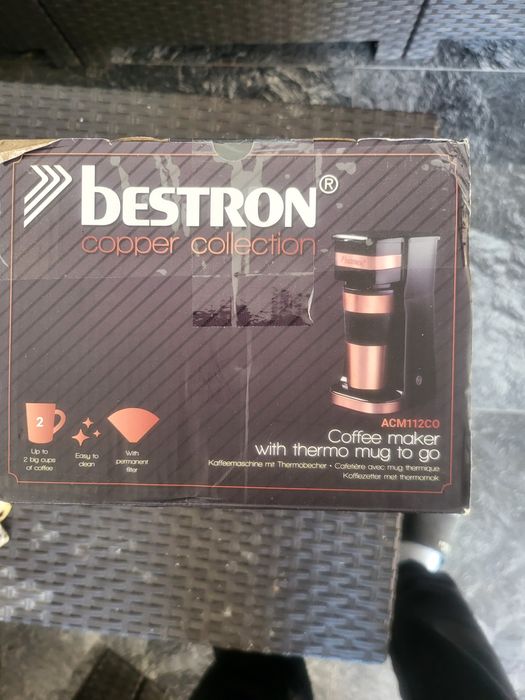 bestron®
copper collection
Bestron
ACM112CO
Coffee maker
with thermo mug to go
Kaffeemaschine mit Thermobecher • Cafetière avec mug thermique
Koffiezetter met thermomok
2
Up to
2 big cups
of coffee
Easy to
clean
With
permanent
filter